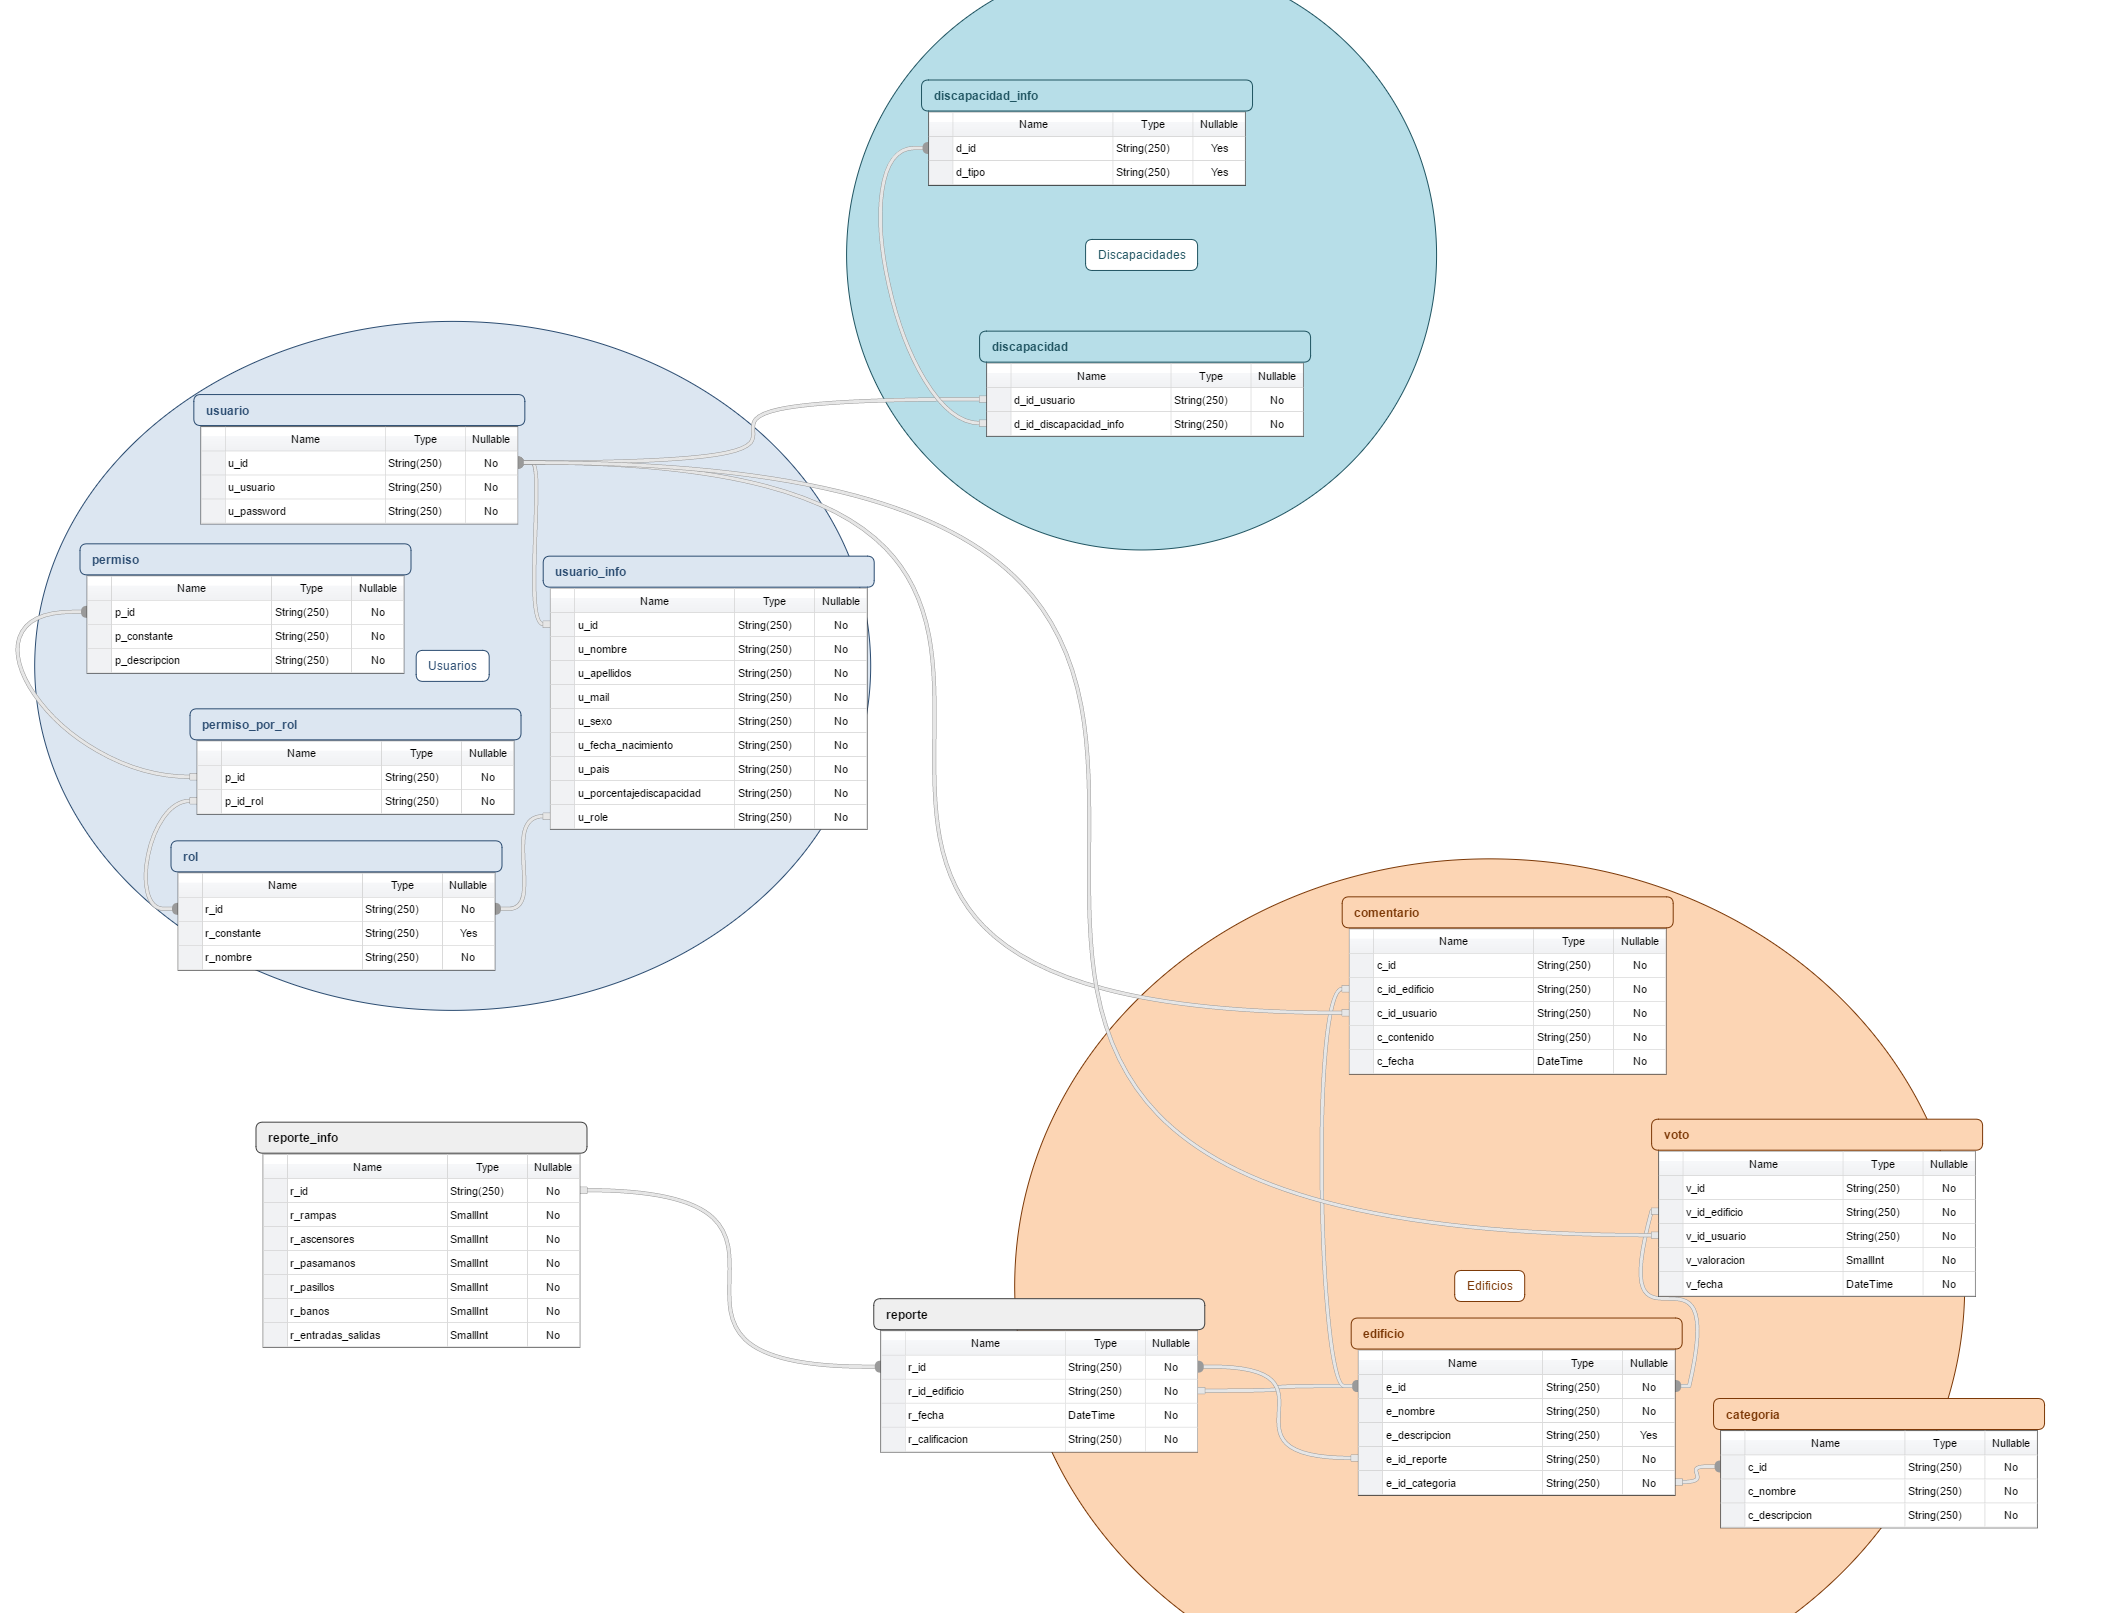 discapacidad_info
Name Type Nullable
d_id String(250) Yes
d_tipo String(250) Yes
Discapacidades
discapacidad
Name Type Nullable
d_id_usuario String(250) No
d_id_discapacidad_info String(250) No
usuario
Name Type Nullable
u_id String(250) No
u_usuario String(250) No
u_password String(250) No
permiso
Name Type Nullable
p_id String(250) No
p_constante String(250) No
p_descripcion String(250) No
Usuarios
usuario_info
Name Type Nullable
u_id String(250) No
u_nombre String(250) No
u_apellidos String(250) No
u_mail String(250) No
u_sexo String(250) No
u_fecha_nacimiento String(250) No
u_pais String(250) No
u_porcentajediscapacidad String(250) No
u_role String(250) No
permiso_por_rol
Name Type Nullable
p_id String(250) No
p_id_rol String(250) No
rol
Name Type Nullable
r_id String(250) No
r_constante String(250) Yes
r_nombre String(250) No
comentario
Name Type Nullable
c_id String(250) No
c_id_edificio String(250) No
c_id_usuario String(250) No
c_contenido String(250) No
c_fecha DateTime No
voto
Name Type Nullable
v_id String(250) No
v_id_edificio String(250) No
v_id_usuario String(250) No
v_valoracion SmallInt No
v_fecha DateTime No
reporte_info
Name Type Nullable
r_id String(250) No
r_rampas SmallInt No
r_ascensores SmallInt No
r_pasamanos SmallInt No
r_pasillos SmallInt No
r_banos SmallInt No
r_entradas_salidas SmallInt No
Edificios
reporte
Name Type Nullable
r_id String(250) No
r_id_edificio String(250) No
r_fecha DateTime No
r_calificacion String(250) No
edificio
Name Type Nullable
e_id String(250) No
e_nombre String(250) No
e_descripcion String(250) Yes
e_id_reporte String(250) No
e_id_categoria String(250) No
categoria
Name Type Nullable
c_id String(250) No
c_nombre String(250) No
c_descripcion String(250) No